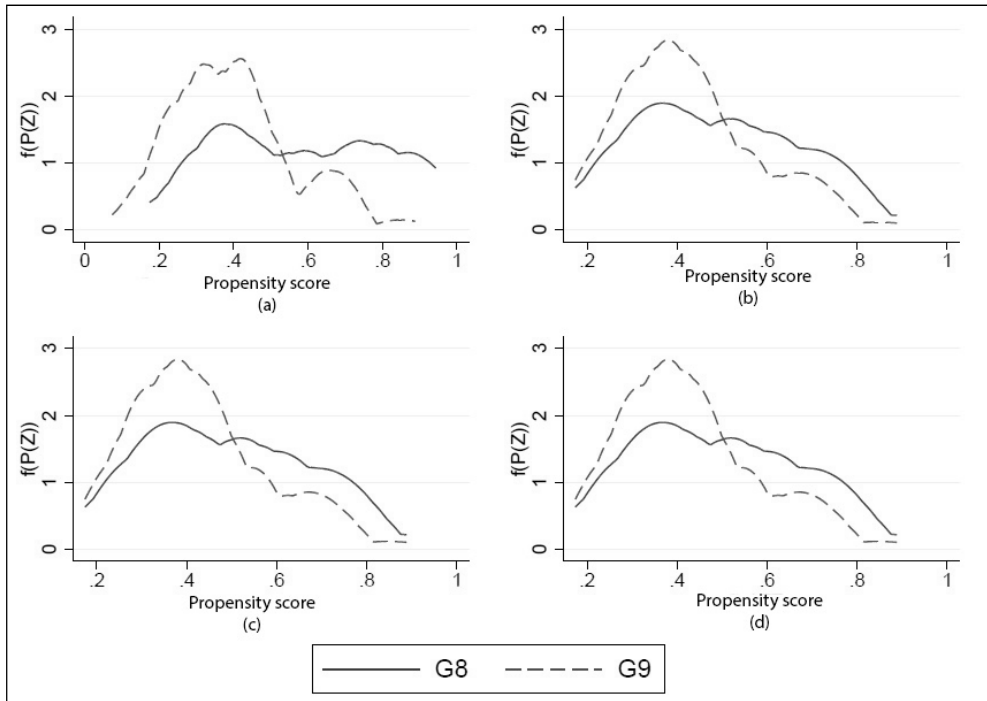 f(P(Z))
3
2
1
0
0 .2 .4 .6 .8 1
Propensity score
(a)
f(P(Z))
3
2
1
0
.2 .4 .6 .8 1
Propensity score
(b)
f(P(Z))
3
2
1
0
.2 .4 .6 .8 1
Propensity score
(c)
f(P(Z))
3
2
1
0
.2 .4 .6 .8 1
Propensity score
(d)
G8 G9